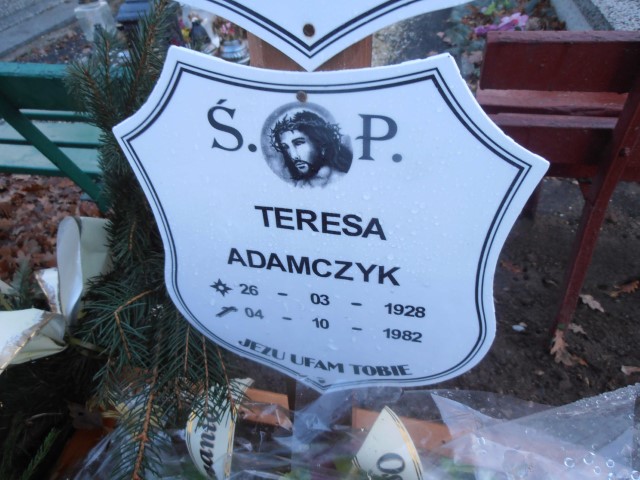 Ś. P.
TERESA
ADAMCZYK
26 - 03 - 1928
04 - 10 - 1982
JEZU UFAM TOBIE